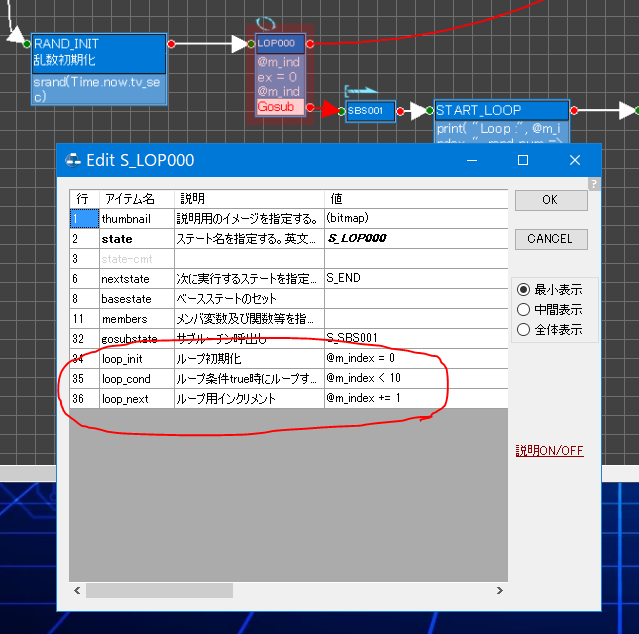 RAND_INIT
乱数初期化
srand(Time.now.tv_se
c)
LOP000
@m_ind
ex = 0
@m_ind
Gosub
SBS001
START_LOOP
print( "Loop :", @m_i
Edit S_LOP000
行 アイテム名 説明 値
1 thumbnail 説明用のイメージを指定する。 (bitmap)
2 state ステート名を指定する。英文... S_LOP000
3 state-cmt
6 nextstate 次に実行するステートを指定... S_END
8 basestate ベースステートのセット
11 members メンバ変数及び関数等を指...
32 gosubstate サブルーチン呼出し S_SBS001
34 loop_init ループ初期化 @m_index = 0
35 loop_cond ループ条件true時にループす... @m_index < 10
36 loop_next ループ用インクリメント @m_index += 1
?
OK
CANCEL
最小表示
中間表示
全体表示
説明ON/OFF